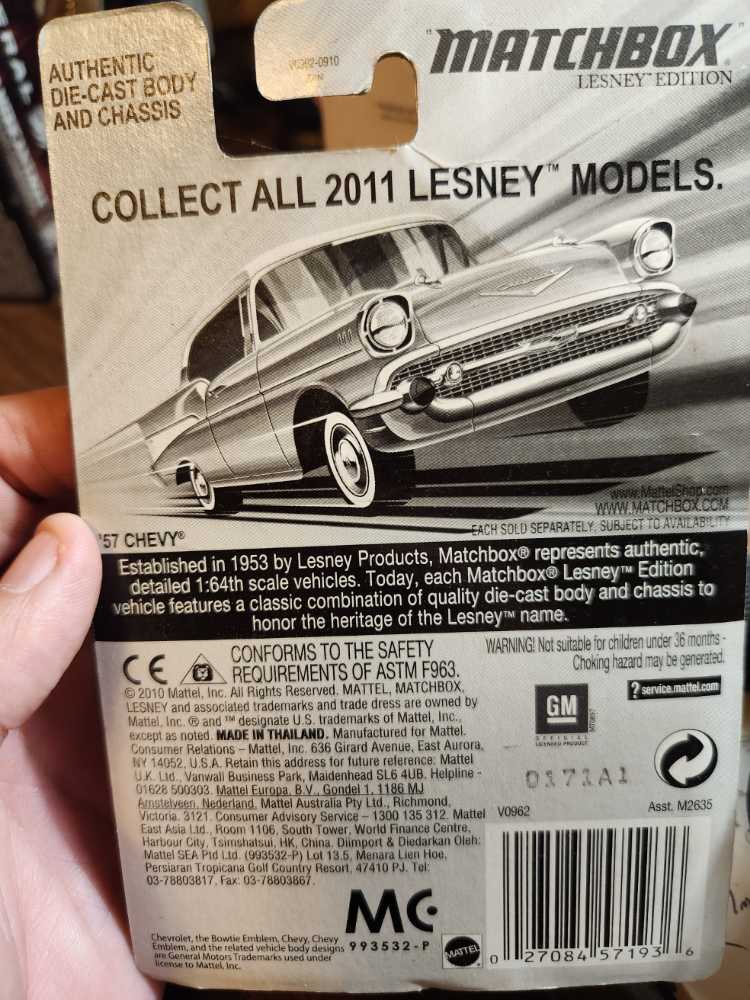 AUTHENTIC
DIE-CAST BODY
AND CHASSIS
V0962-0910
"MATCHBOX"
LESNEY™ EDITION
COLLECT ALL 2011 LESNEY™ MODELS.
www.MattelShop.com
WWW.MATCHBOX.COM
EACH SOLD SEPARATELY, SUBJECT TO AVAILABILITY
'57 CHEVY®
Established in 1953 by Lesney Products, Matchbox® represents authentic,
detailed 1:64th scale vehicles. Today, each Matchbox® Lesney™ Edition
vehicle features a classic combination of quality die-cast body and chassis to
honor the heritage of the Lesney™ name.
CE
CONFORMS TO THE SAFETY
REQUIREMENTS OF ASTM F963.
© 2010 Mattel, Inc. All Rights Reserved. MATTEL, MATCHBOX,
LESNEY and associated trademarks and trade dress are owned by
Mattel, Inc. ® and ™ designate U.S. trademarks of Mattel, Inc.,
except as noted. MADE IN THAILAND. Manufactured for Mattel.
Consumer Relations – Mattel, Inc. 636 Girard Avenue, East Aurora,
NY 14052, U.S.A. Retain this address for future reference: Mattel
U.K. Ltd., Vanwall Business Park, Maidenhead SL6 4UB. Helpline -
01628 500303. Mattel Europa, B.V., Gondel 1, 1186 MJ
Amstelveen, Nederland. Mattel Australia Pty Ltd., Richmond,
Victoria. 3121. Consumer Advisory Service – 1300 135 312. Mattel
East Asia Ltd., Room 1106, South Tower, World Finance Centre,
Harbour City, Tsimshatsui, HK, China. Diimport & Diedarkan Oleh:
Mattel SEA Ptd Ltd. (993532-P) Lot 13.5, Menara Lien Hoe,
Persiaran Tropicana Golf Country Resort, 47410 PJ. Tel:
03-78803817, Fax: 03-78803867.
WARNING! Not suitable for children under 36 months -
Choking hazard may be generated.
? service.mattel.com
GM
OFFICIAL
LICENSED PRODUCT
0171A1
V0962
Asst. M2635
MC
993532-P
MATTEL
Chevrolet, the Bowtie Emblem, Chevy, Chevy
Emblem, and the related vehicle body designs
are General Motors Trademarks used under
license to Mattel, Inc.
0 27084 57193 6